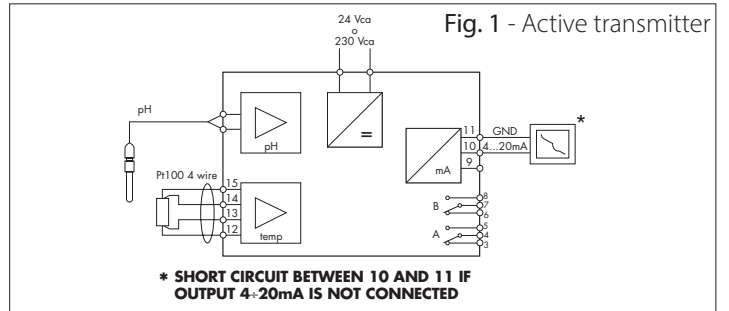 Fig. 1 - Active transmitter
24 Vca
o
230 Vca
pH
pH
=
11
GND
10
4...20mA
9
mA
*
Pt100 4 wire
15
14
13
12
temp
8
B
7
6
5
A
4
3
* SHORT CIRCUIT BETWEEN 10 AND 11 IF
OUTPUT 4÷20mA IS NOT CONNECTED